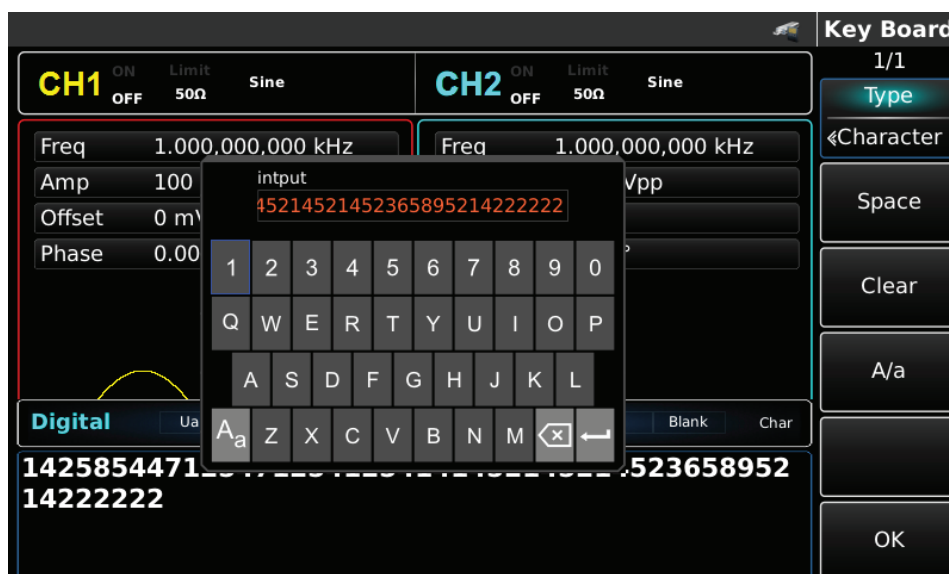 Key Board
1/1
Type
«Character
Space
Clear
A/a
OK
CH1 ON OFF Limit 50Ω Sine
CH2 ON OFF Limit 50Ω Sine
Freq 1.000,000,000 kHz
Amp 100
Offset 0 m
Phase 0.00
Freq 1.000,000,000 kHz
Vpp
°
intput
45214521452365895214222222
1 2 3 4 5 6 7 8 9 0
Q W E R T Y U I O P
A S D F G H J K L
Aa Z X C V B N M
Digital Ua Blank Char
14222222